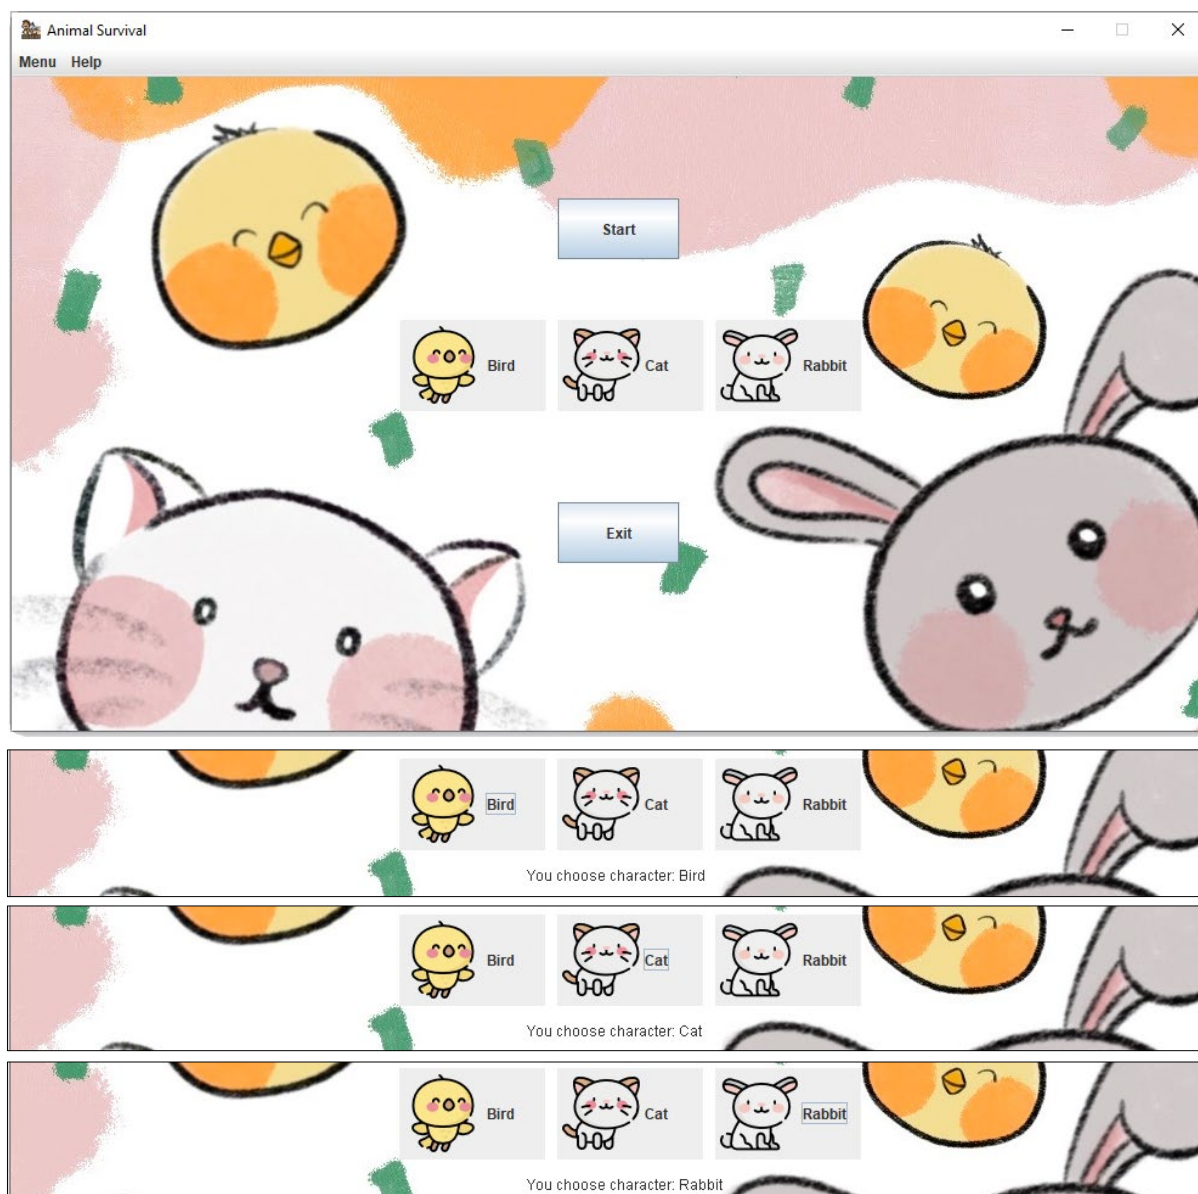 Animal Survival
Menu Help
Start
Bird Cat Rabbit
Exit
Bird Cat Rabbit
You choose character: Bird
Bird Cat Rabbit
You choose character: Cat
Bird Cat Rabbit
You choose character: Rabbit